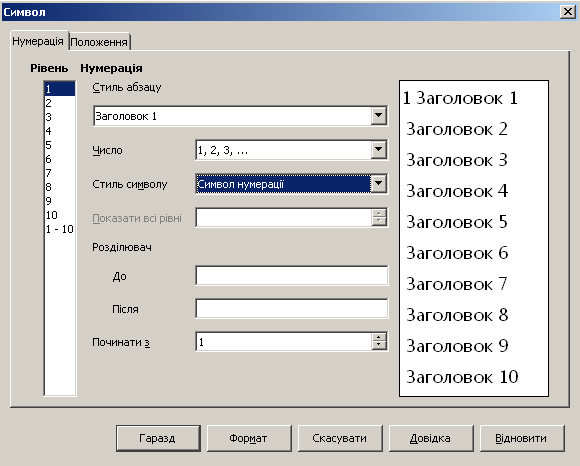 Символ
Нумерація Положення
Рівень Нумерація
1
2
3
4
5
6
7
8
9
10
1 - 10
Стиль абзацу
Заголовок 1
Число 1, 2, 3, ...
Стиль символу Символ нумерації
Показати всі рівні
Розділювач
До
Після
Починати з 1
1 Заголовок 1
Заголовок 2
Заголовок 3
Заголовок 4
Заголовок 5
Заголовок 6
Заголовок 7
Заголовок 8
Заголовок 9
Заголовок 10
Гаразд Формат Скасувати Довідка Відновити